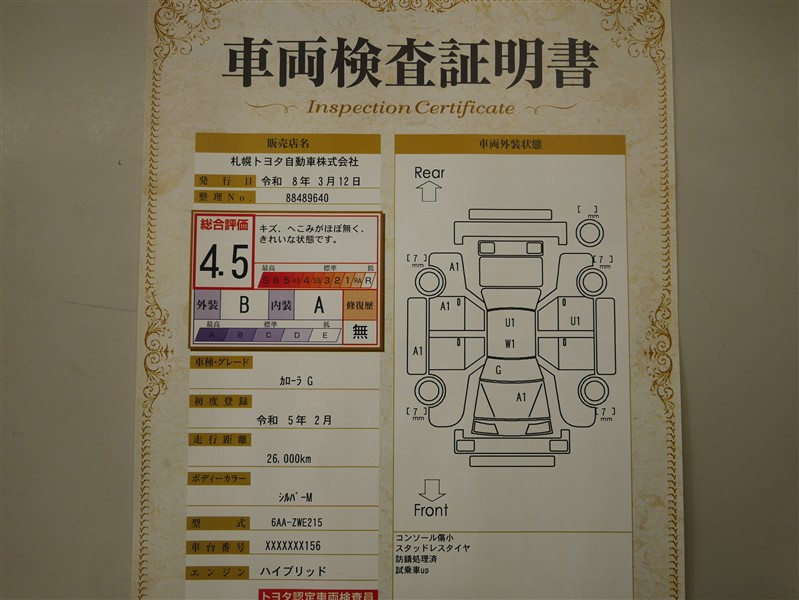 車両検査証明書
Inspection Certificate
販売店名
札幌トヨタ自動車株式会社
発行日 令和 8年 3月12日
整理No. 88489640
総合評価
4.5
キズ、へこみがほぼ無く、
きれいな状態です。
最高 標準 低
S 6 5 4.5 4 3.5 3 2 1 RA R
外装 B 内装 A 修復歴
無
最高 標準 低
A B C D E
車種・グレード
カローラ G
初度登録
令和 5年 2月
走行距離
26,000km
ボディーカラー
シルバーM
型式 6AA-ZWE215
車台番号 XXXXXXX156
エンジン ハイブリッド
トヨタ認定車両検査員
車両外装状態
Rear
[ ]
mm
[ 7 ]
mm
[ 7 ]
mm
A1
A1
U1
U1
A1
W1
G
A1
[ 7 ]
mm
[ 7 ]
mm
Front
コンソール傷小
スタッドレスタイヤ
防錆処理済
試乗車up